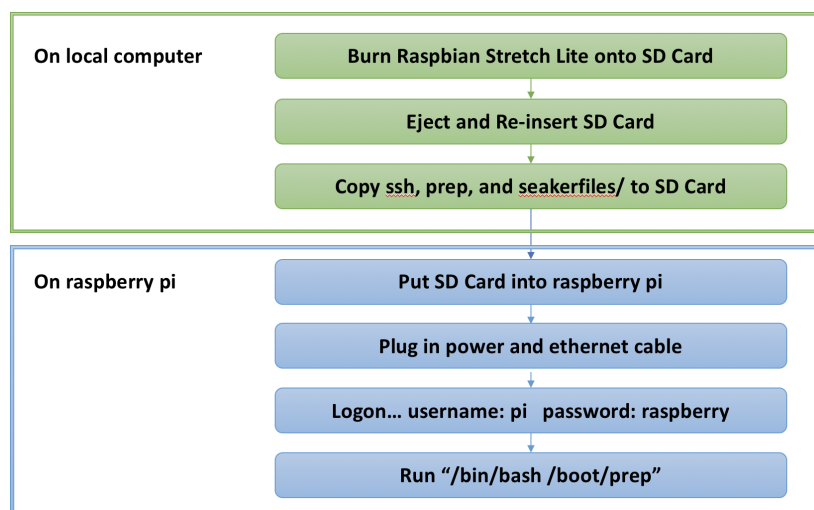 On local computer
Burn Raspbian Stretch Lite onto SD Card
Eject and Re-insert SD Card
Copy ssh, prep, and seakerfiles/ to SD Card
On raspberry pi
Put SD Card into raspberry pi
Plug in power and ethernet cable
Logon... username: pi   password: raspberry
Run “/bin/bash /boot/prep”